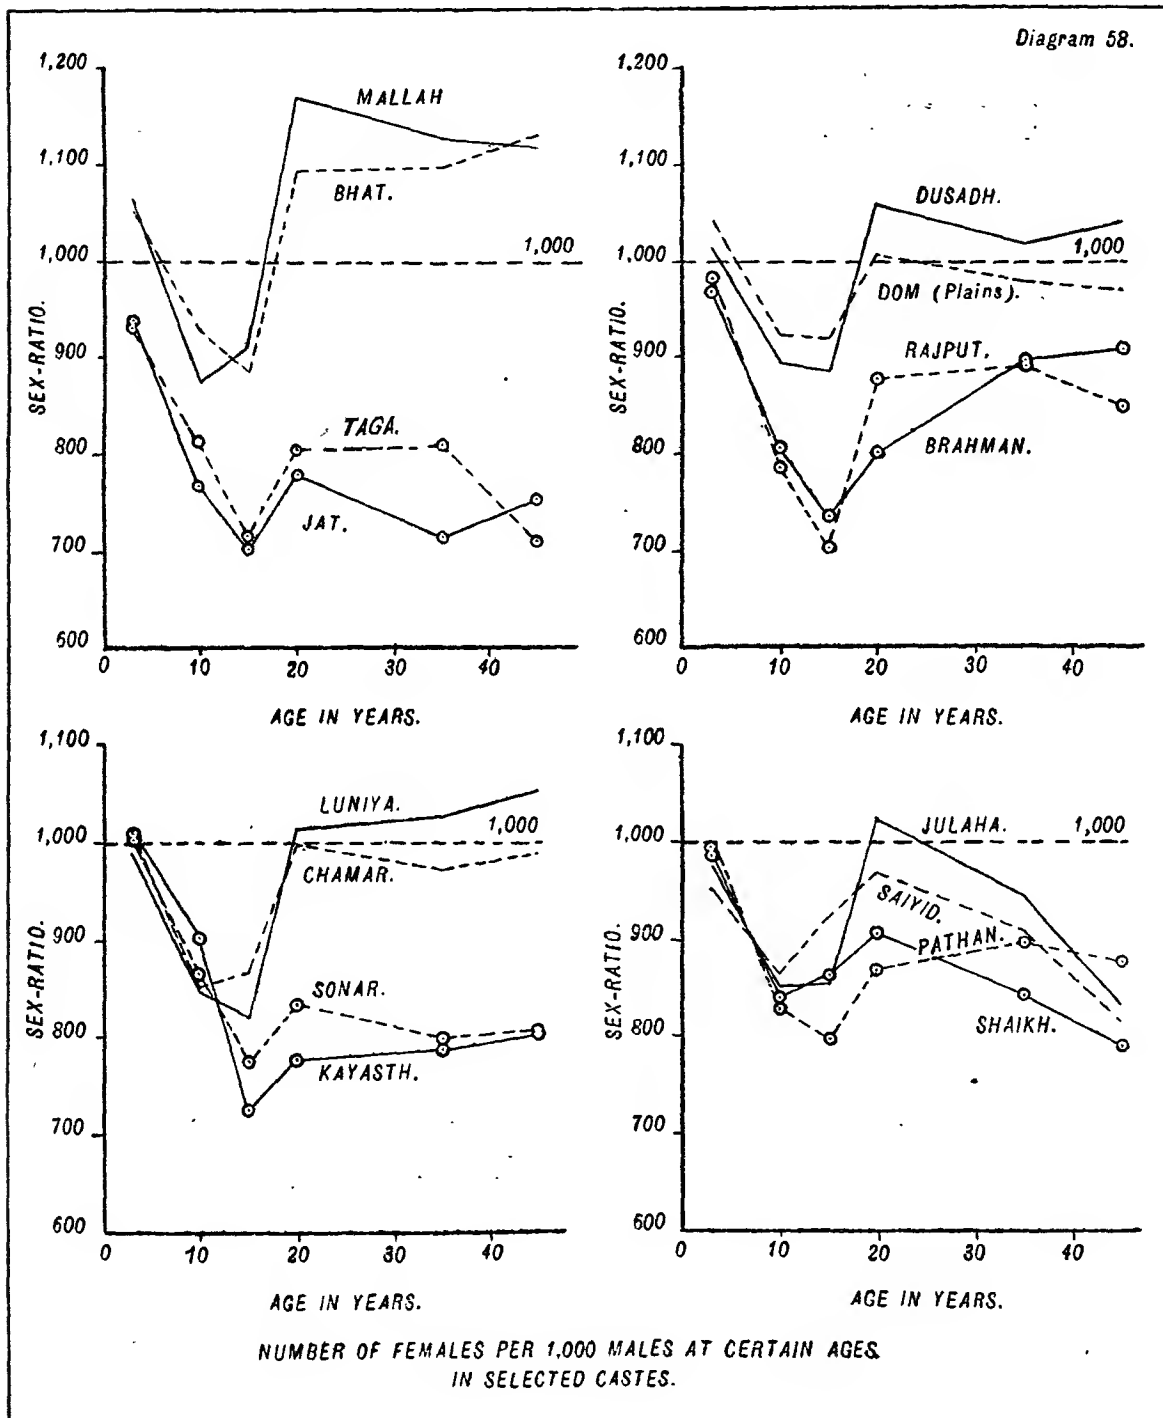 Diagram 58.
1,200
1,100
1,000
900
800
700
600
SEX-RATIO.
MALLAH
BHAT.
1,000
TAGA.
JAT.
0 10 20 30 40
AGE IN YEARS.
1,200
1,100
1,000
900
800
700
600
SEX-RATIO.
DUSADH.
1,000
DOM (Plains).
RAJPUT.
BRAHMAN.
0 10 20 30 40
AGE IN YEARS.
1,100
1,000
900
800
700
600
SEX-RATIO.
LUNIYA.
1,000
CHAMAR.
SONAR.
KAYASTH.
0 10 20 30 40
AGE IN YEARS.
1,100
1,000
900
800
700
600
SEX-RATIO.
JULAHA. 1,000
SAIYID.
PATHAN.
SHAIKH.
0 10 20 30 40
AGE IN YEARS.
NUMBER OF FEMALES PER 1,000 MALES AT CERTAIN AGES
IN SELECTED CASTES.